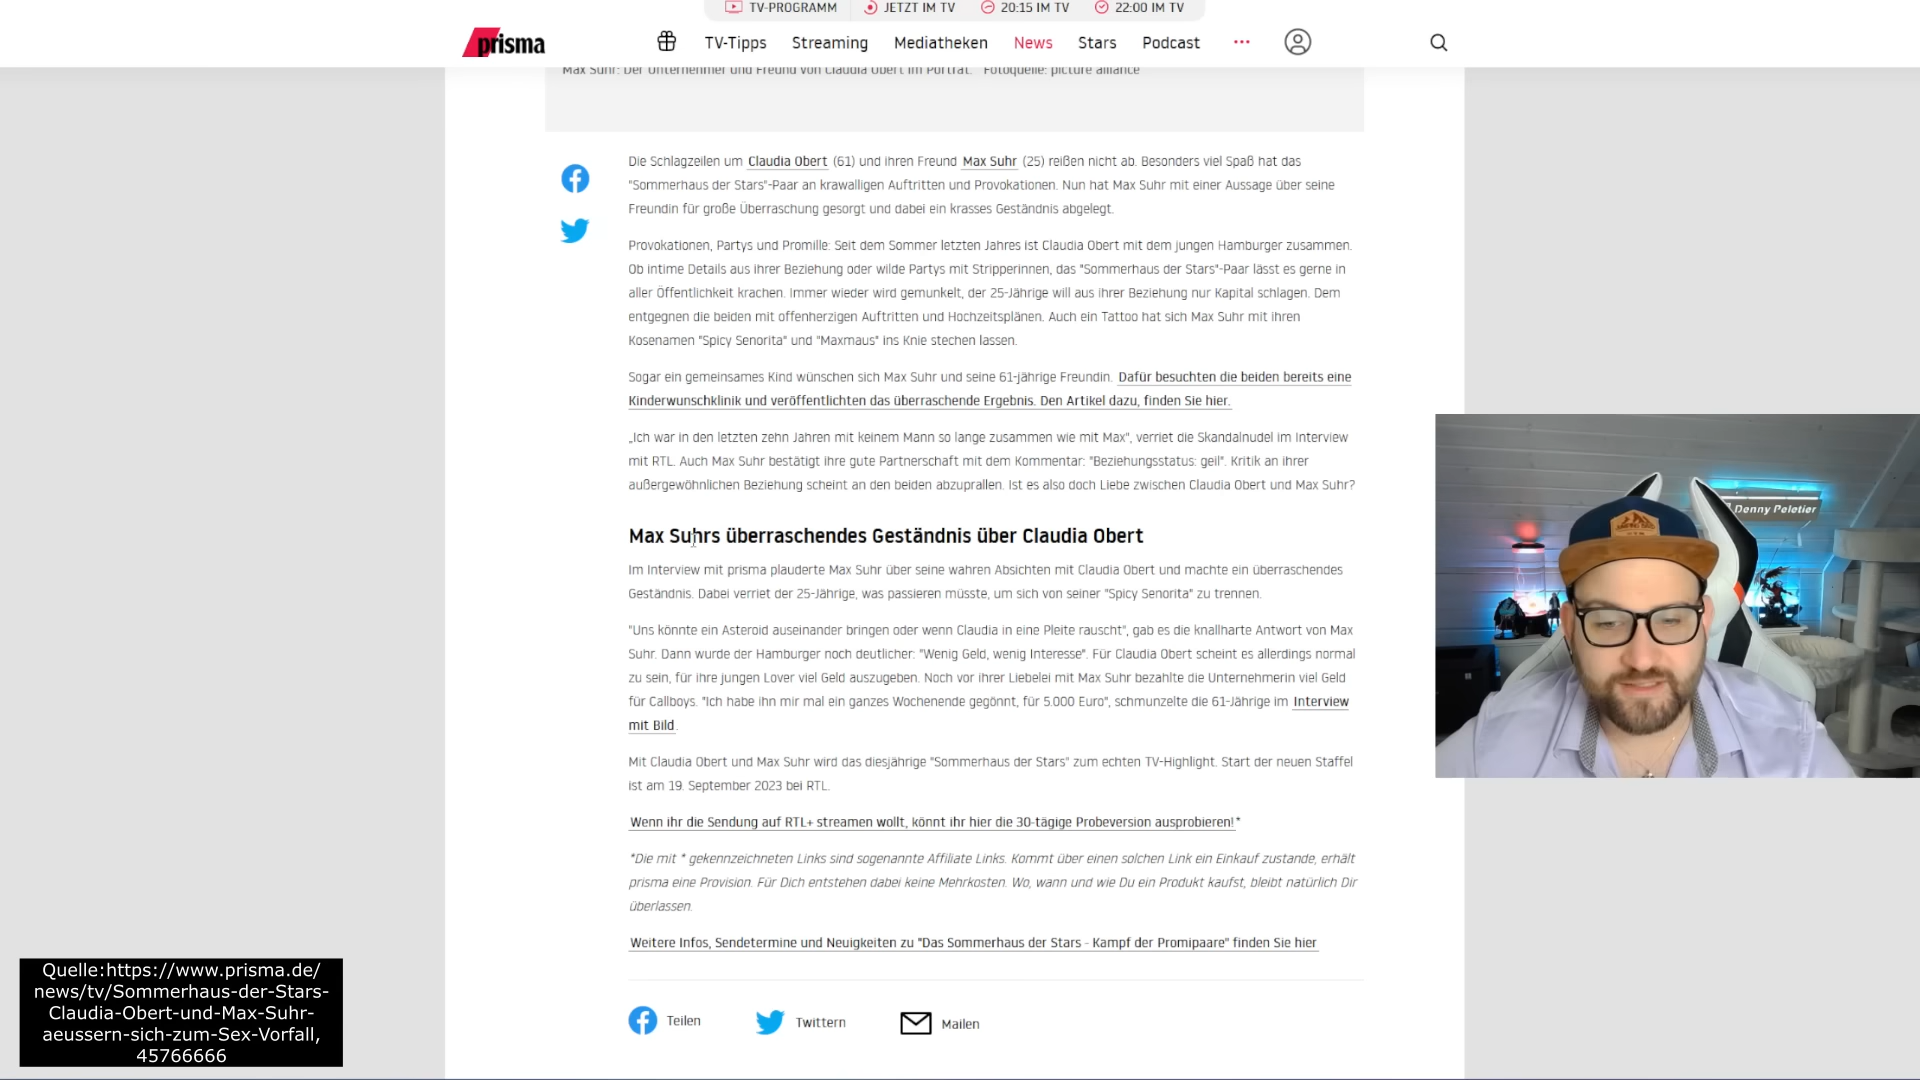 TV-PROGRAMM JETZT IM TV 20:15 IM TV 22:00 IM TV
prisma TV-Tipps Streaming Mediatheken News Stars Podcast
Max Suhr: Der Unternehmer und Freund von Claudia Obert im Porträt. Fotoquelle: picture alliance
Die Schlagzeilen um Claudia Obert (61) und ihren Freund Max Suhr (25) reißen nicht ab. Besonders viel Spaß hat das
"Sommerhaus der Stars"-Paar an krawalligen Auftritten und Provokationen. Nun hat Max Suhr mit einer Aussage über seine
Freundin für große Überraschung gesorgt und dabei ein krasses Geständnis abgelegt.
Provokationen, Partys und Promille: Seit dem Sommer letzten Jahres ist Claudia Obert mit dem jungen Hamburger zusammen.
Ob intime Details aus ihrer Beziehung oder wilde Partys mit Stripperinnen, das "Sommerhaus der Stars"-Paar lässt es gerne in
aller Öffentlichkeit krachen. Immer wieder wird gemunkelt, der 25-Jährige will aus ihrer Beziehung nur Kapital schlagen. Dem
entgegnen die beiden mit offenherzigen Auftritten und Hochzeitsplänen. Auch ein Tattoo hat sich Max Suhr mit ihren
Kosenamen "Spicy Senorita" und "Maxmaus" ins Knie stechen lassen.
Sogar ein gemeinsames Kind wünschen sich Max Suhr und seine 61-jährige Freundin. Dafür besuchten die beiden bereits eine
Kinderwunschklinik und veröffentlichten das überraschende Ergebnis. Den Artikel dazu, finden Sie hier.
„Ich war in den letzten zehn Jahren mit keinem Mann so lange zusammen wie mit Max", verriet die Skandalnudel im Interview
mit RTL. Auch Max Suhr bestätigt ihre gute Partnerschaft mit dem Kommentar: "Beziehungsstatus: geil". Kritik an ihrer
außergewöhnlichen Beziehung scheint an den beiden abzuprallen. Ist es also doch Liebe zwischen Claudia Obert und Max Suhr?
Max Suhrs überraschendes Geständnis über Claudia Obert
Im Interview mit prisma plauderte Max Suhr über seine wahren Absichten mit Claudia Obert und machte ein überraschendes
Geständnis. Dabei verriet der 25-Jährige, was passieren müsste, um sich von seiner "Spicy Senorita" zu trennen.
"Uns könnte ein Asteroid auseinander bringen oder wenn Claudia in eine Pleite rauscht", gab es die knallharte Antwort von Max
Suhr. Dann wurde der Hamburger noch deutlicher: "Wenig Geld, wenig Interesse". Für Claudia Obert scheint es allerdings normal
zu sein, für ihre jungen Lover viel Geld auszugeben. Noch vor ihrer Liebelei mit Max Suhr bezahlte die Unternehmerin viel Geld
für Callboys. "Ich habe ihn mir mal ein ganzes Wochenende gegönnt, für 5.000 Euro", schmunzelte die 61-Jährige im Interview
mit Bild.
Mit Claudia Obert und Max Suhr wird das diesjährige "Sommerhaus der Stars" zum echten TV-Highlight. Start der neuen Staffel
ist am 19. September 2023 bei RTL.
Wenn ihr die Sendung auf RTL+ streamen wollt, könnt ihr hier die 30-tägige Probeversion ausprobieren!*
*Die mit * gekennzeichneten Links sind sogenannte Affiliate Links. Kommt über einen solchen Link ein Einkauf zustande, erhält
prisma eine Provision. Für Dich entstehen dabei keine Mehrkosten. Wo, wann und wie Du ein Produkt kaufst, bleibt natürlich Dir
überlassen.
Weitere Infos, Sendetermine und Neuigkeiten zu "Das Sommerhaus der Stars - Kampf der Promipaare" finden Sie hier
Teilen Twittern Mailen
Denny Peletier
Quelle:https://www.prisma.de/
news/tv/Sommerhaus-der-Stars-
Claudia-Obert-und-Max-Suhr-
aeussern-sich-zum-Sex-Vorfall,
45766666